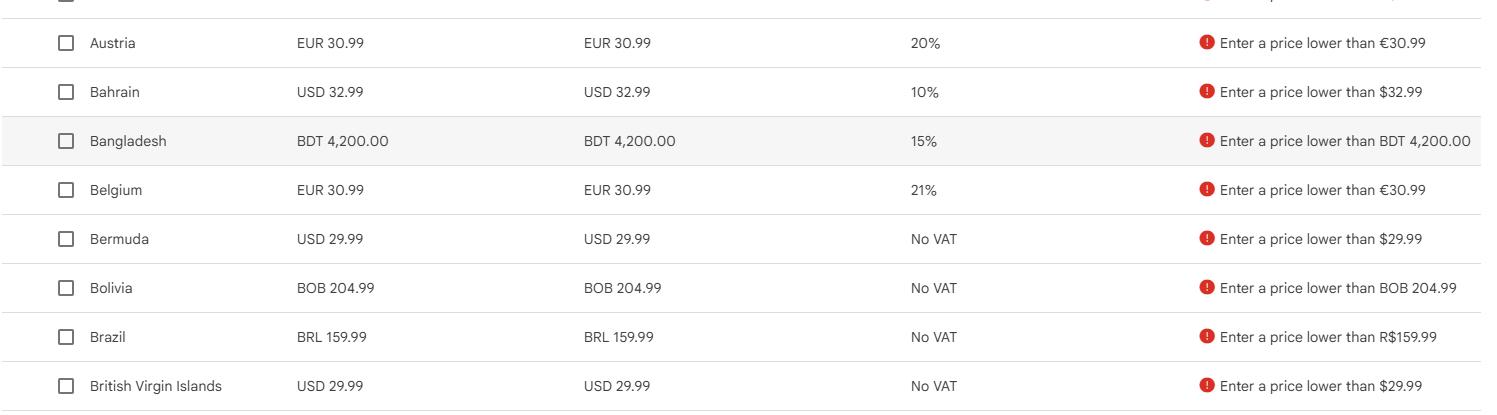 Austria EUR 30.99 EUR 30.99 20% Enter a price lower than €30.99
Bahrain USD 32.99 USD 32.99 10% Enter a price lower than $32.99
Bangladesh BDT 4,200.00 BDT 4,200.00 15% Enter a price lower than BDT 4,200.00
Belgium EUR 30.99 EUR 30.99 21% Enter a price lower than €30.99
Bermuda USD 29.99 USD 29.99 No VAT Enter a price lower than $29.99
Bolivia BOB 204.99 BOB 204.99 No VAT Enter a price lower than BOB 204.99
Brazil BRL 159.99 BRL 159.99 No VAT Enter a price lower than R$159.99
British Virgin Islands USD 29.99 USD 29.99 No VAT Enter a price lower than $29.99